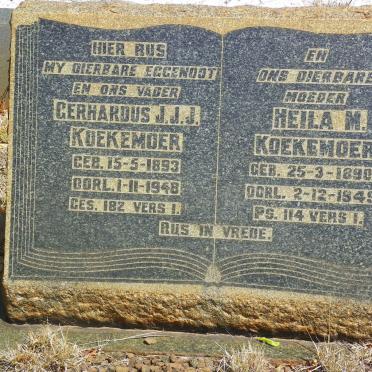 HIER RUS
MY DIERBARE EGGENOOT
EN ONS VADER
GERHARDUS J.J.J.
KOEKEMOER
GEB. 15-5-1893
OORL. 1-11-1948
GES. 182 VERS 1.
EN
ONS DIERBARE
MOEDER
HEILA M.
KOEKEMOER
GEB. 25-3-1890
OORL. 2-12-1949
PS. 114 VERS 1.
RUS IN VREDE.